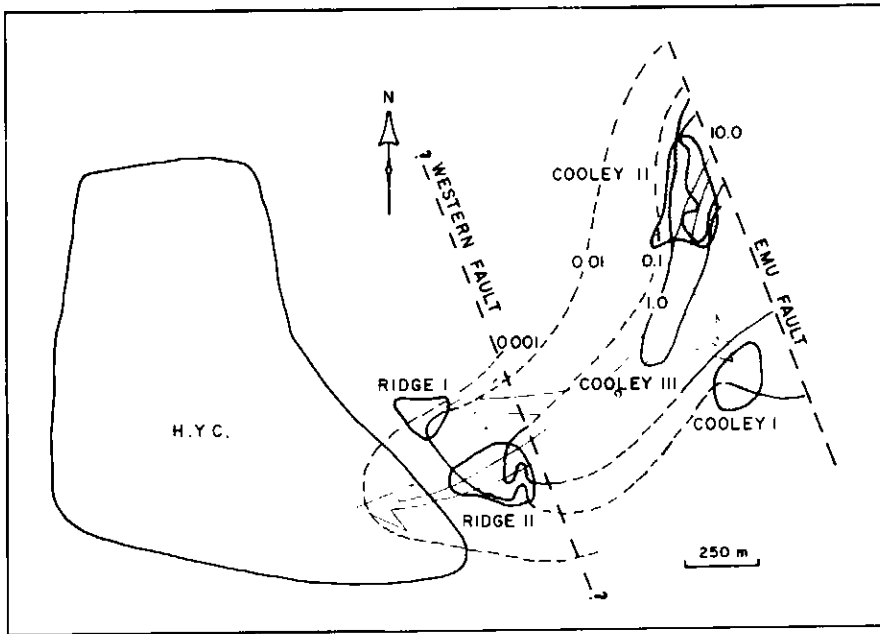 N
10.0
COOLEY II
? WESTERN FAULT
EMU FAULT
0.01
0.1
1.0
0.001
RIDGE I
COOLEY III
H.Y.C.
COOLEY I
RIDGE II
250 m
?